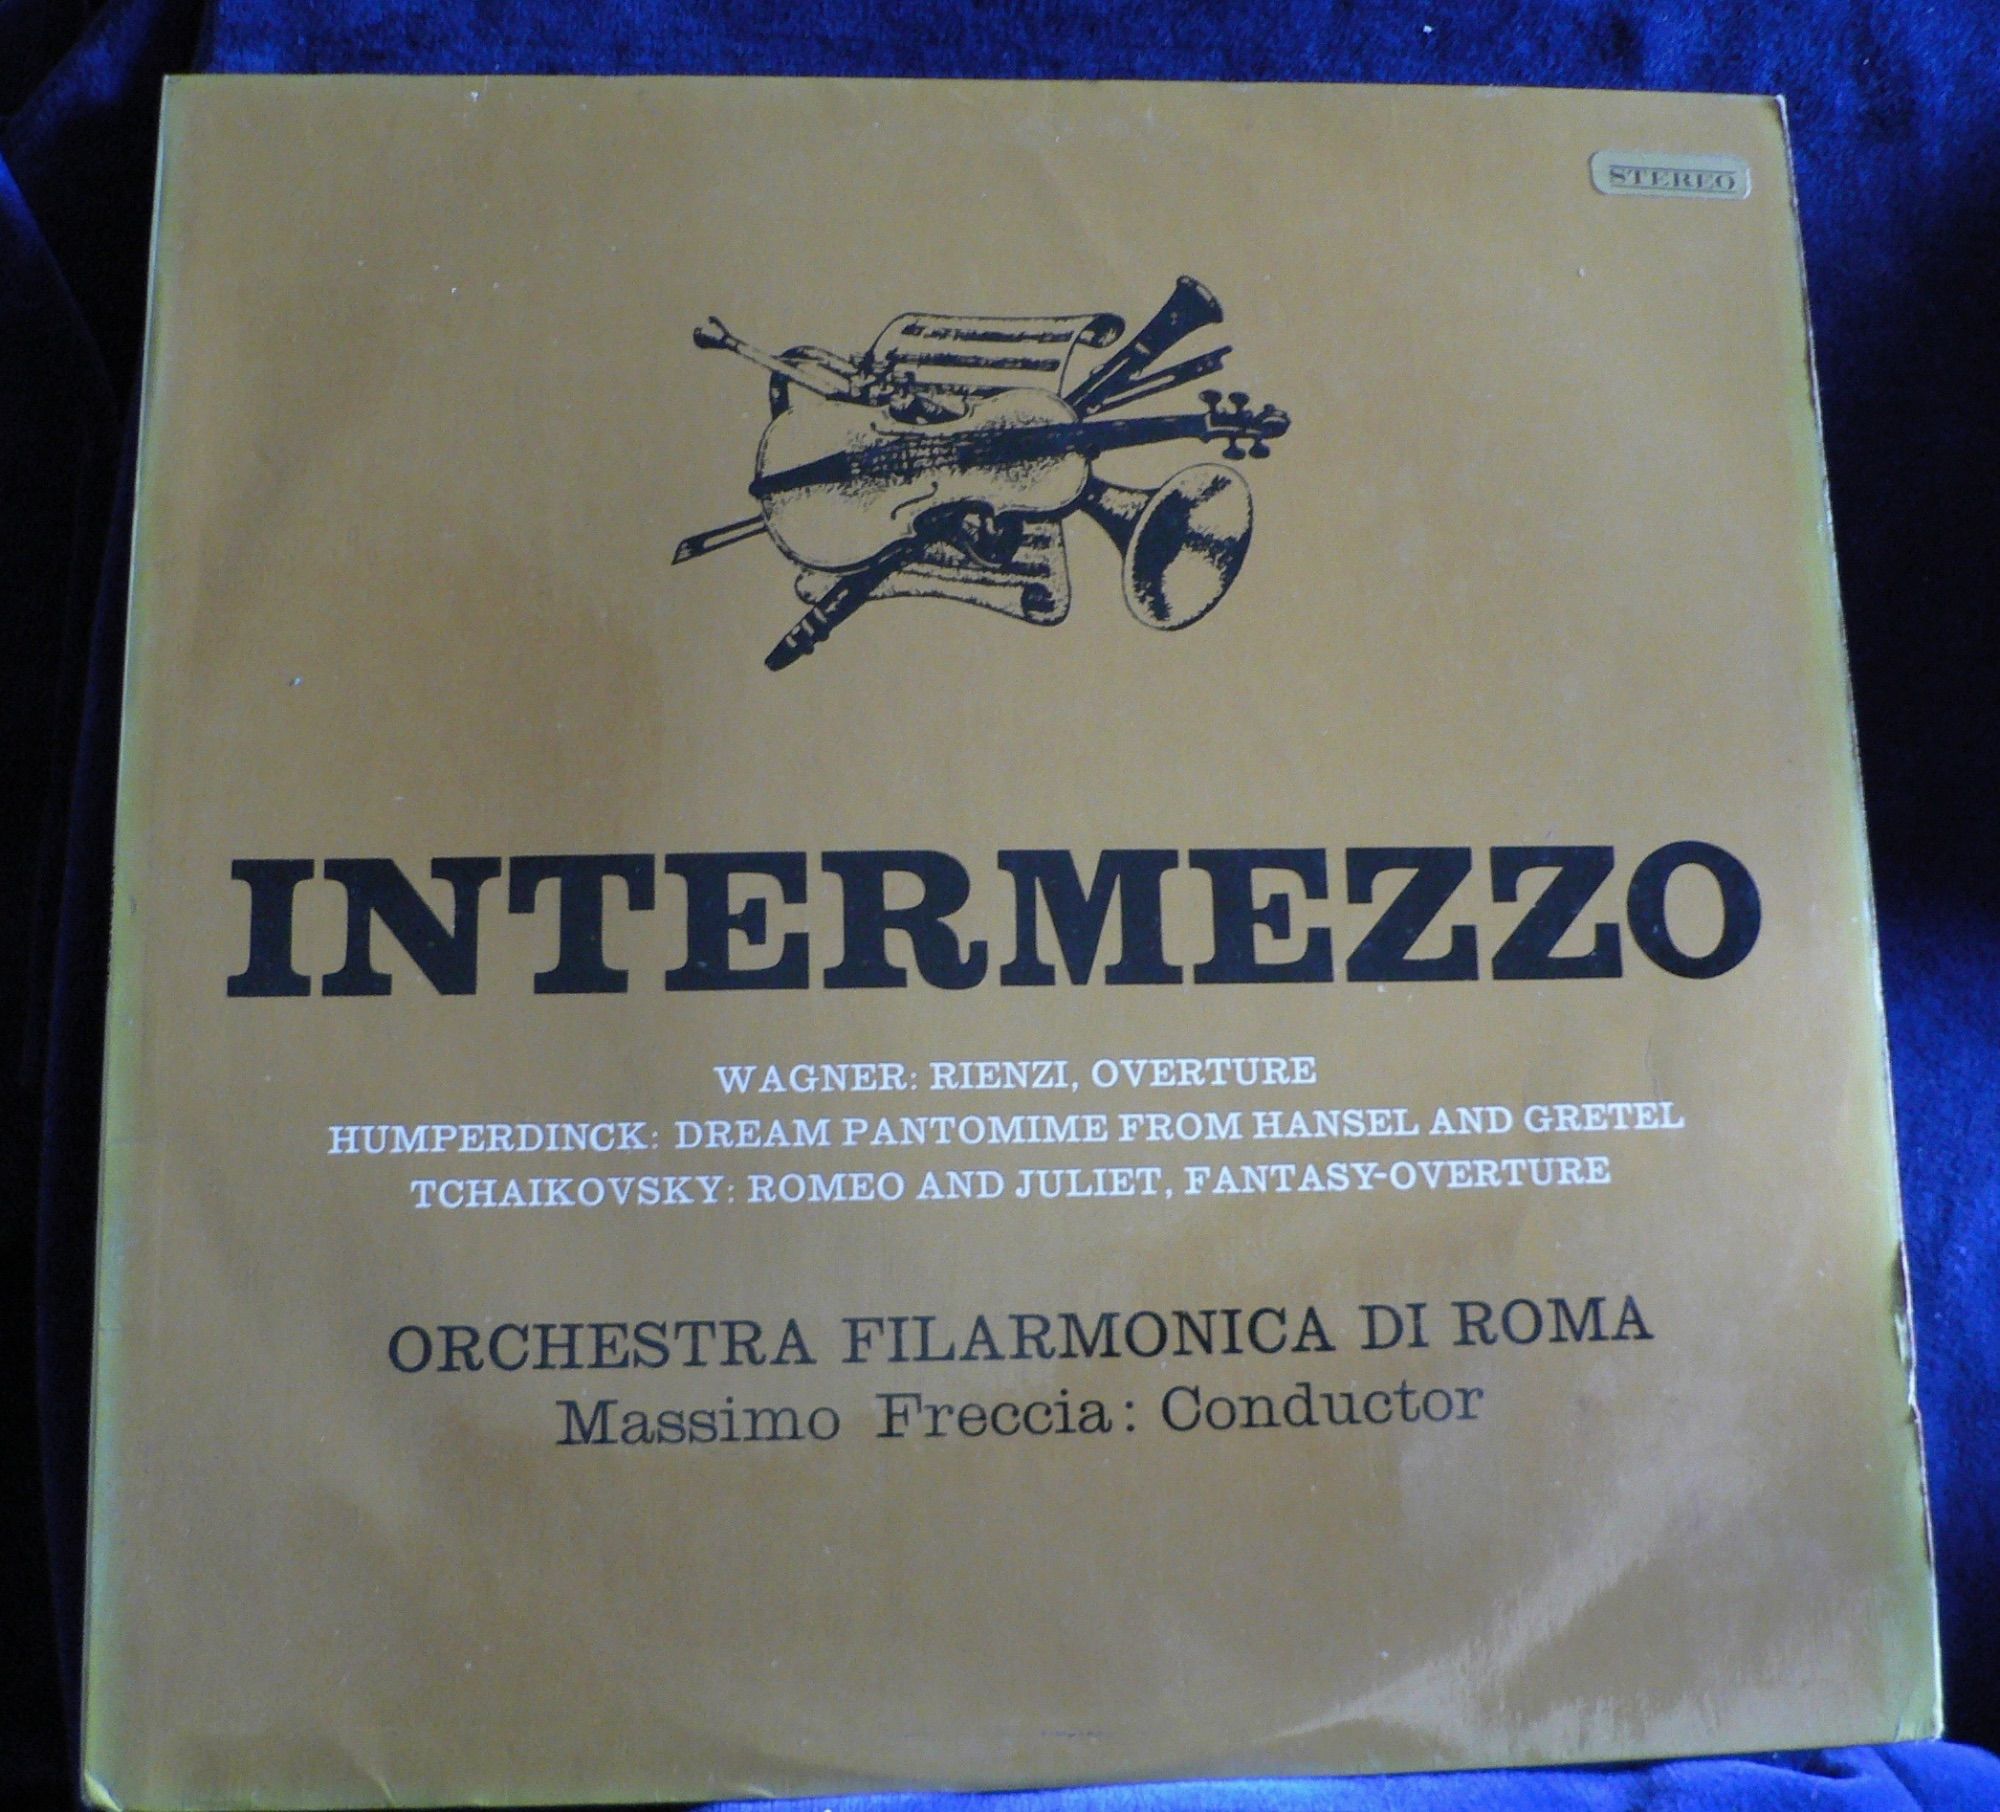 STEREO
INTERMEZZO
WAGNER: RIENZI, OVERTURE
HUMPERDINCK: DREAM PANTOMIME FROM HANSEL AND GRETEL
TCHAIKOVSKY: ROMEO AND JULIET, FANTASY-OVERTURE
ORCHESTRA FILARMONICA DI ROMA
Massimo Freccia: Conductor